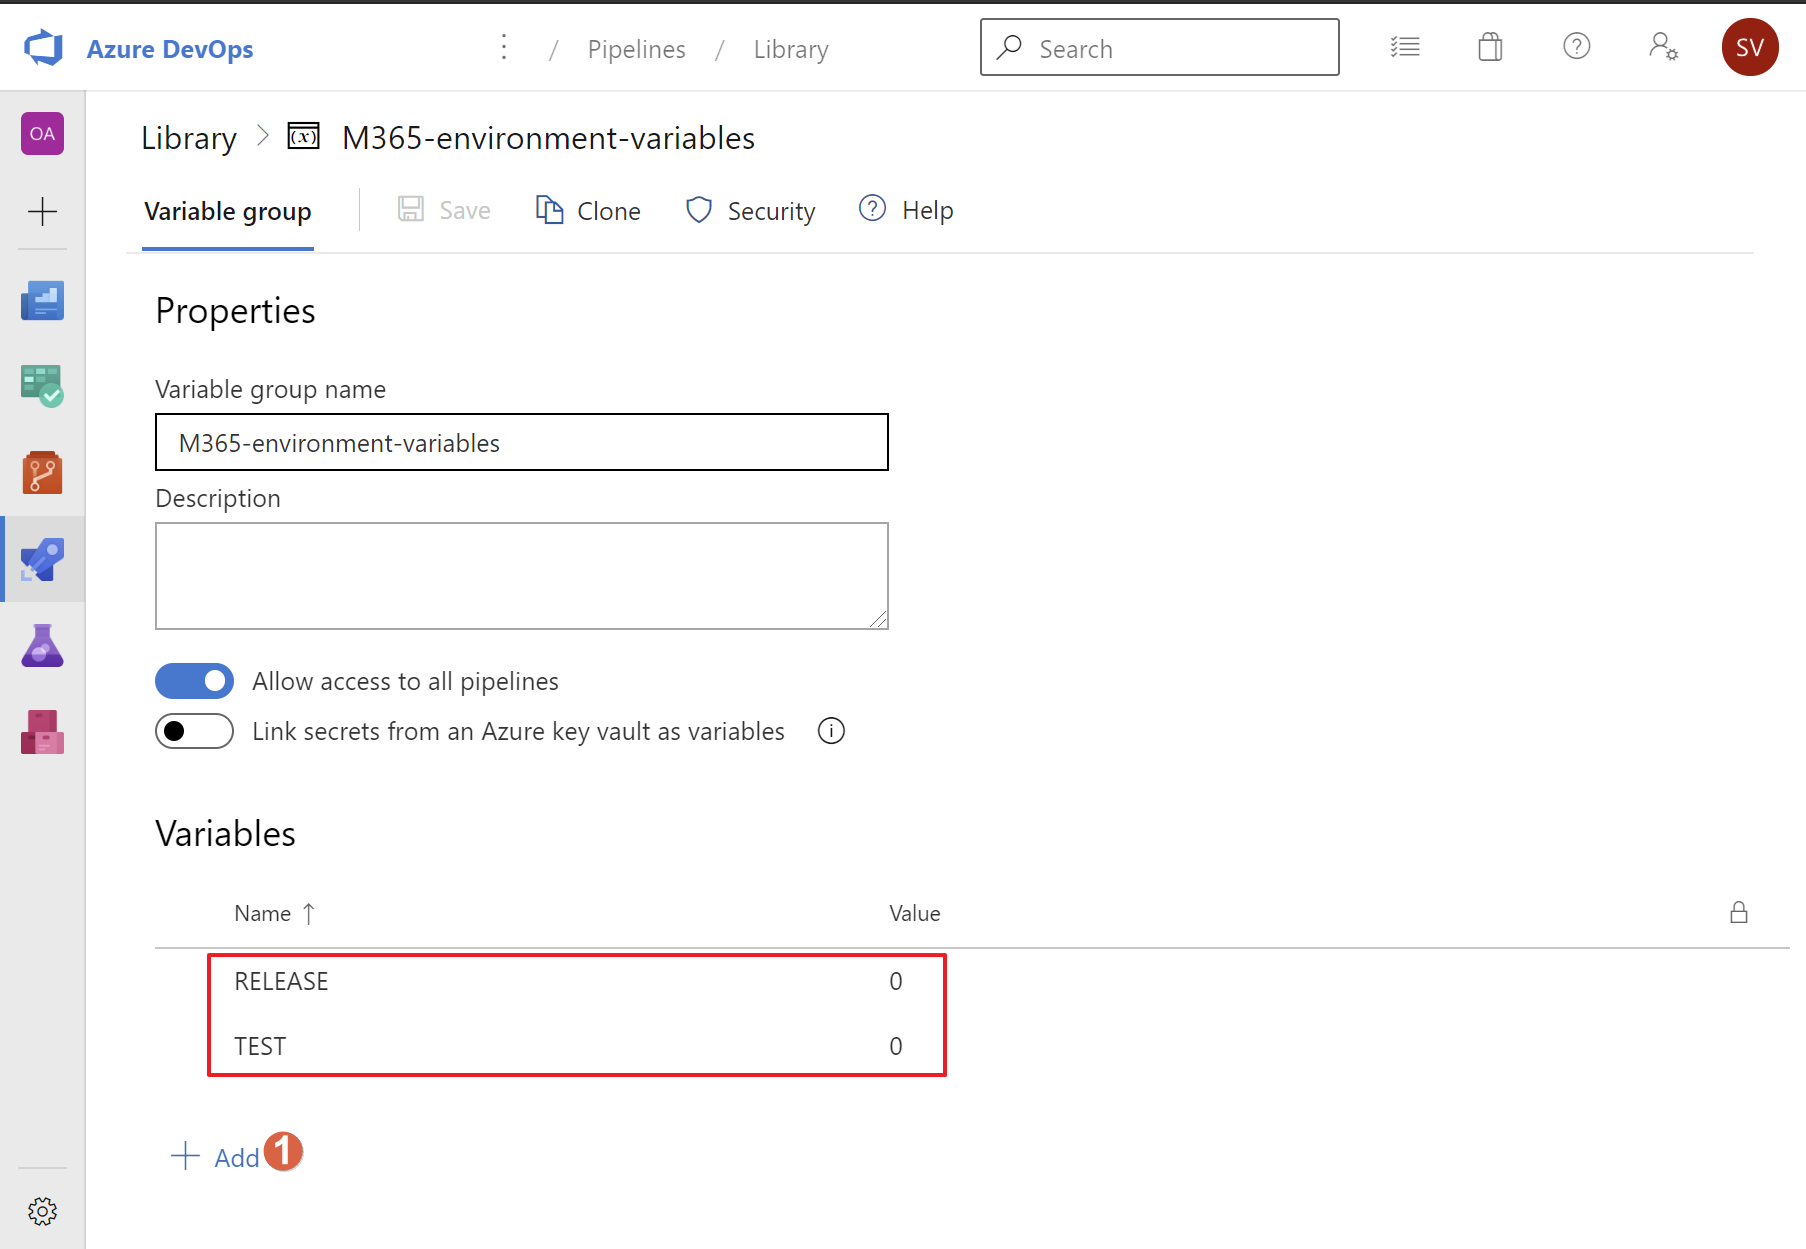 Azure DevOps
/ Pipelines / Library
Search
SV
OA
Library > (x) M365-environment-variables
Variable group
Save
Clone
Security
? Help
Properties
Variable group name
M365-environment-variables
Description
Allow access to all pipelines
Link secrets from an Azure key vault as variables
Variables
Name ↑ Value
RELEASE 0
TEST 0
+ Add 1